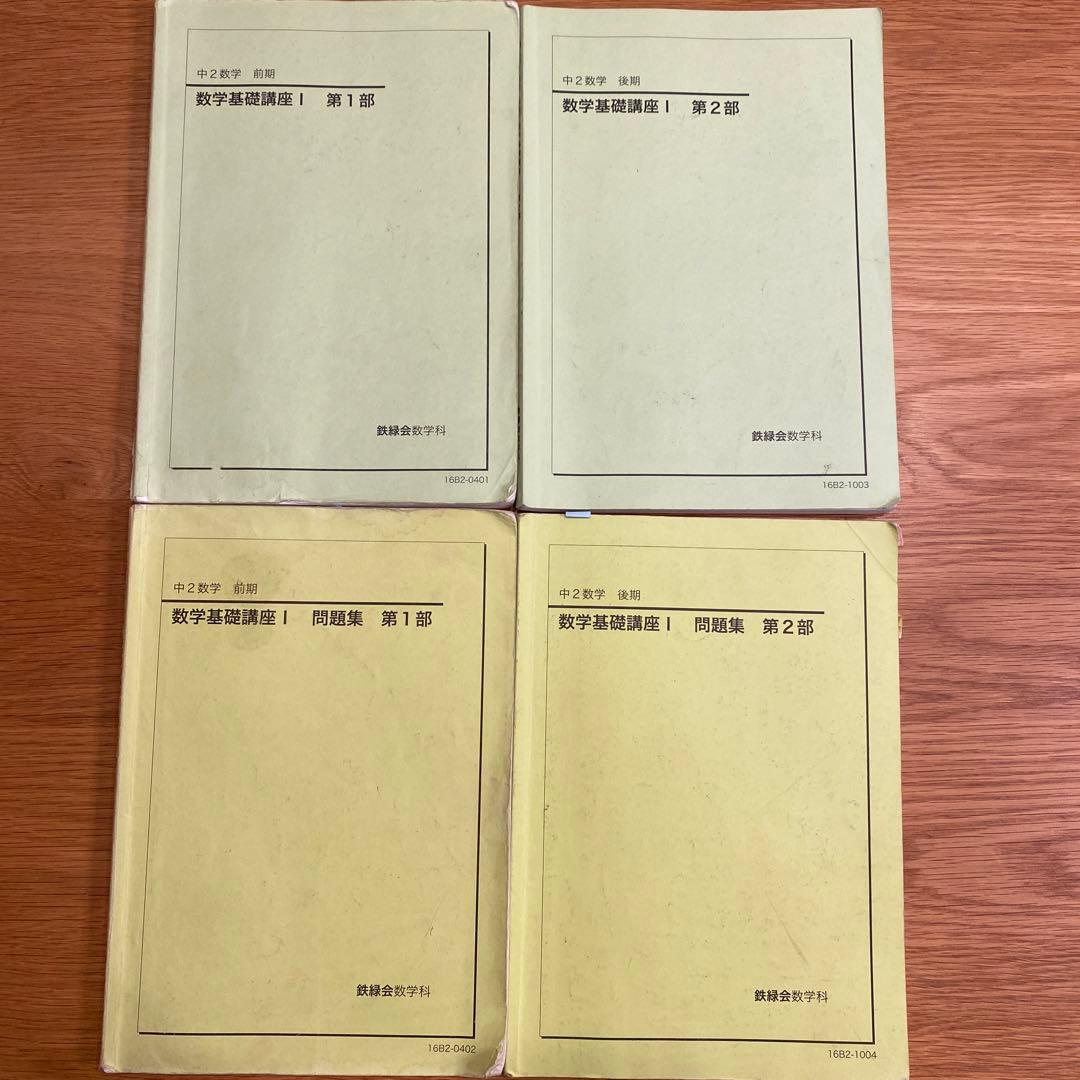 中2数学 前期
数学基礎講座Ⅰ 第1部
鉄緑会数学科
16B2-0401
中2数学 後期
数学基礎講座Ⅰ 第2部
鉄緑会数学科
16B2-1003
中2数学 前期
数学基礎講座Ⅰ 問題集 第1部
鉄緑会数学科
16B2-0402
中2数学 後期
数学基礎講座Ⅰ 問題集 第2部
鉄緑会数学科
16B2-1004